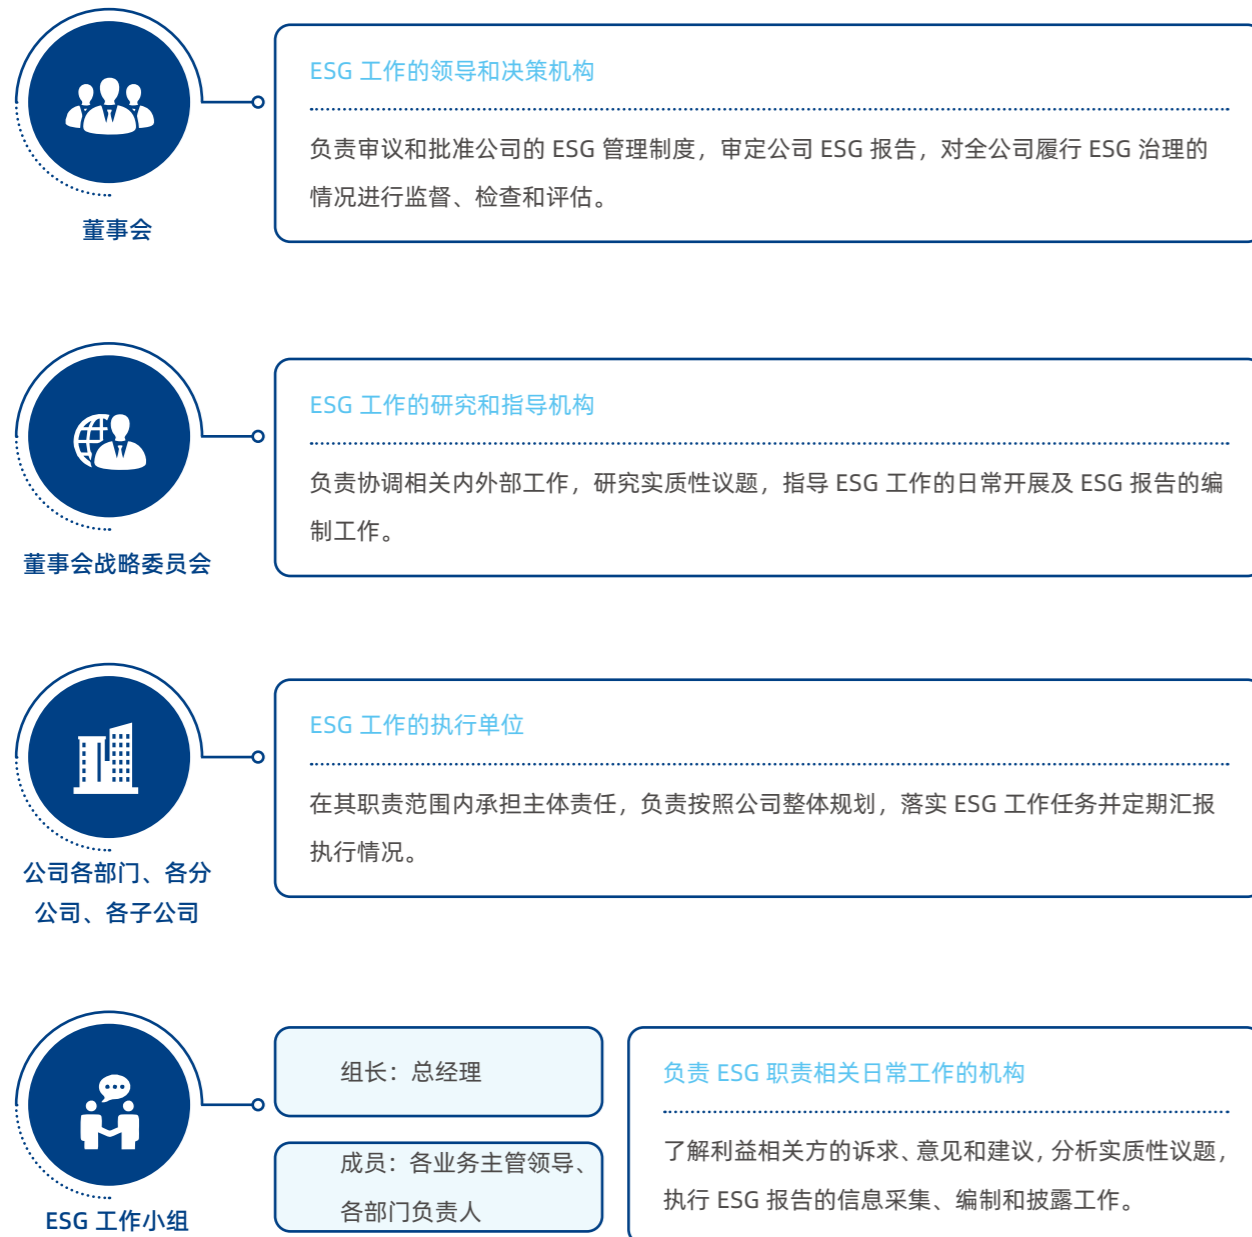 ESG 工作的领导和决策机构
负责审议和批准公司的 ESG 管理制度，审定公司 ESG 报告，对全公司履行 ESG 治理的
情况进行监督、检查和评估。
董事会
ESG 工作的研究和指导机构
负责协调相关内外部工作，研究实质性议题，指导 ESG 工作的日常开展及 ESG 报告的编
制工作。
董事会战略委员会
ESG 工作的执行单位
在其职责范围内承担主体责任，负责按照公司整体规划，落实 ESG 工作任务并定期汇报
执行情况。
公司各部门、各分
公司、各子公司
组长：总经理
成员：各业务主管领导、
各部门负责人
负责 ESG 职责相关日常工作的机构
了解利益相关方的诉求、意见和建议，分析实质性议题，
执行 ESG 报告的信息采集、编制和披露工作。
ESG 工作小组